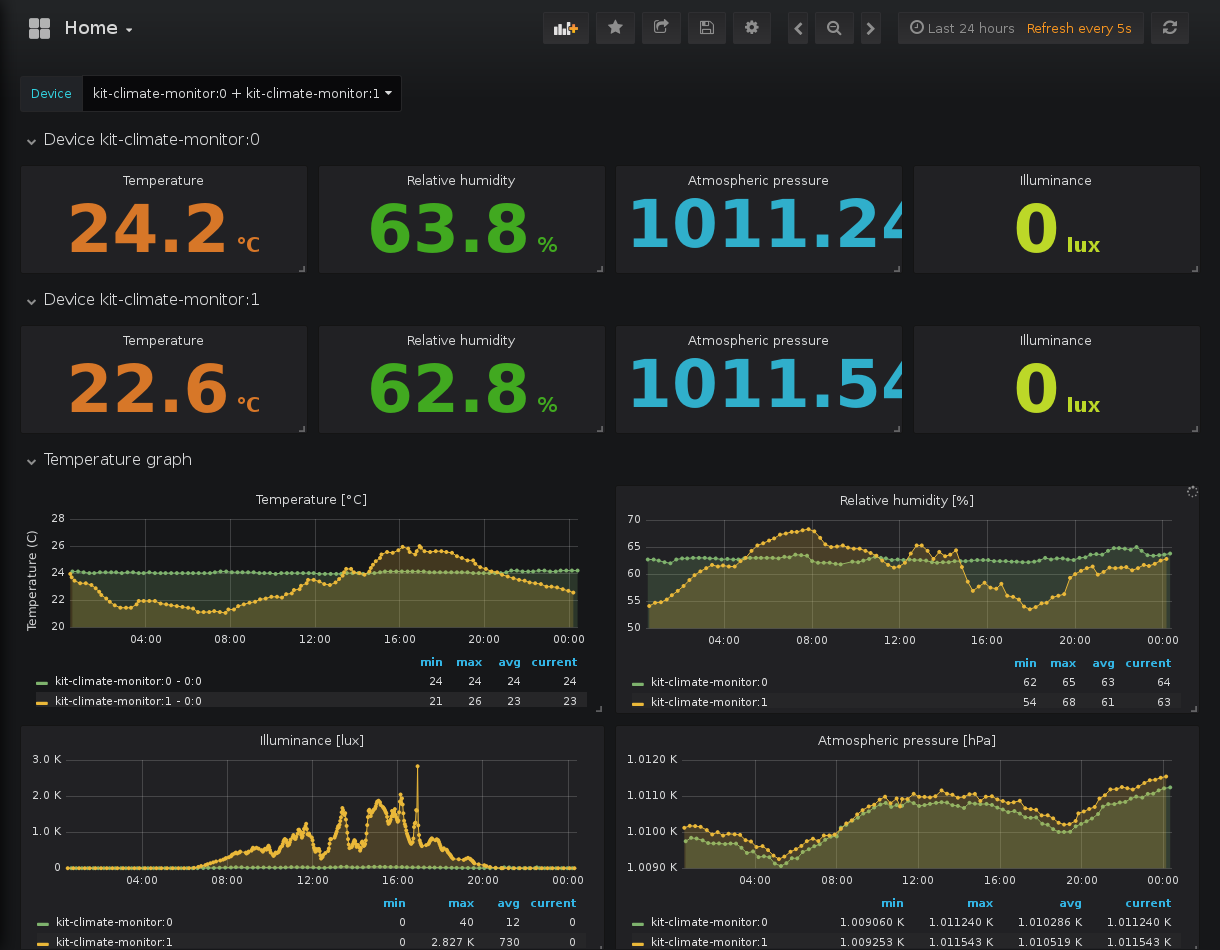 Home
Last 24 hours Refresh every 5s
Device kit-climate-monitor:0 + kit-climate-monitor:1
Device kit-climate-monitor:0
Temperature Relative humidity Atmospheric pressure Illuminance
24.2 °C 63.8 % 1011.24 0 lux
Device kit-climate-monitor:1
Temperature Relative humidity Atmospheric pressure Illuminance
22.6 °C 62.8 % 1011.54 0 lux
Temperature graph
Temperature [°C]
Temperature (C)
28
26
24
22
20
04:00 08:00 12:00 16:00 20:00 00:00
min max avg current
kit-climate-monitor:0 - 0:0 24 24 24 24
kit-climate-monitor:1 - 0:0 21 26 23 23
Relative humidity [%]
70
65
60
55
50
04:00 08:00 12:00 16:00 20:00 00:00
min max avg current
kit-climate-monitor:0 62 65 63 64
kit-climate-monitor:1 54 68 61 63
Illuminance [lux]
3.0 K
2.0 K
1.0 K
0
04:00 08:00 12:00 16:00 20:00 00:00
min max avg current
kit-climate-monitor:0 0 40 12 0
kit-climate-monitor:1 0 2.827 K 730 0
Atmospheric pressure [hPa]
1.0120 K
1.0110 K
1.0100 K
1.0090 K
04:00 08:00 12:00 16:00 20:00 00:00
min max avg current
kit-climate-monitor:0 1.009060 K 1.011240 K 1.010286 K 1.011240 K
kit-climate-monitor:1 1.009253 K 1.011543 K 1.010519 K 1.011543 K